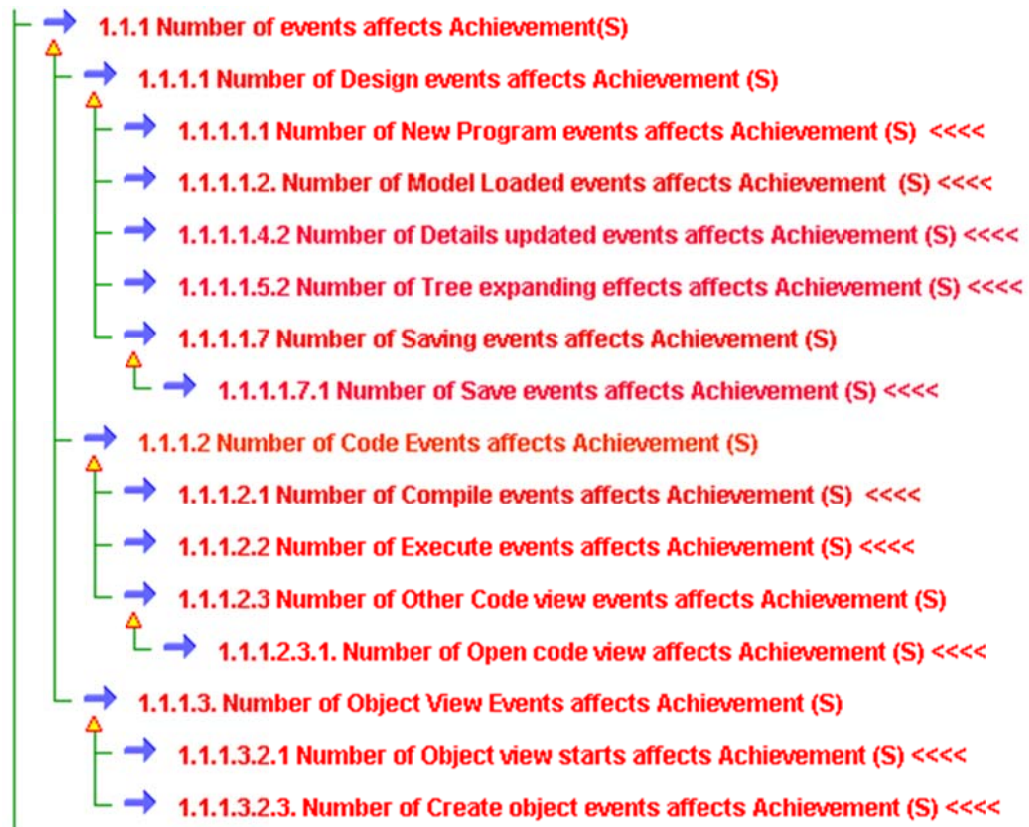 1.1.1 Number of events affects Achievement(S)
1.1.1.1 Number of Design events affects Achievement (S)
1.1.1.1.1 Number of New Program events affects Achievement (S) <<<<
1.1.1.1.2. Number of Model Loaded events affects Achievement (S) <<<<
1.1.1.1.4.2 Number of Details updated events affects Achievement (S) <<<<
1.1.1.1.5.2 Number of Tree expanding effects affects Achievement (S) <<<<
1.1.1.1.7 Number of Saving events affects Achievement (S)
1.1.1.1.7.1 Number of Save events affects Achievement (S) <<<<
1.1.1.2 Number of Code Events affects Achievement (S)
1.1.1.2.1 Number of Compile events affects Achievement (S) <<<<
1.1.1.2.2 Number of Execute events affects Achievement (S) <<<<
1.1.1.2.3 Number of Other Code view events affects Achievement (S)
1.1.1.2.3.1. Number of Open code view affects Achievement (S) <<<<
1.1.1.3. Number of Object View Events affects Achievement (S)
1.1.1.3.2.1 Number of Object view starts affects Achievement (S) <<<<
1.1.1.3.2.3. Number of Create object events affects Achievement (S) <<<<